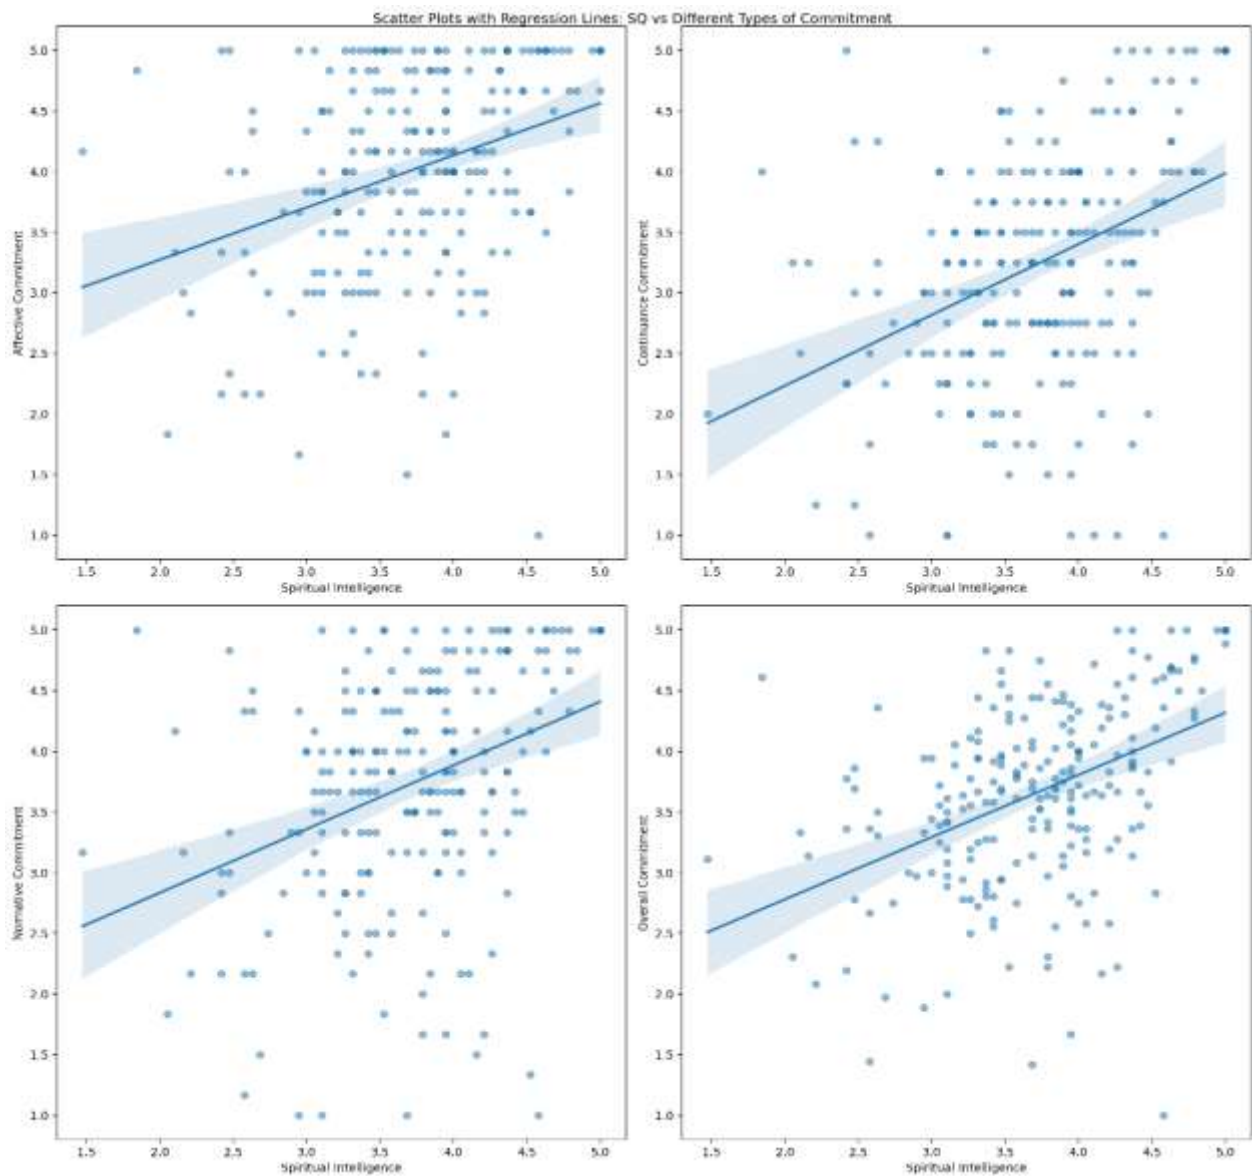 Scatter Plots with Regression Lines: SQ vs Different Types of Commitment
5.0
4.5
4.0
3.5
3.0
2.5
2.0
1.5
1.0
Affective Commitment
1.5 2.0 2.5 3.0 3.5 4.0 4.5 5.0
Spiritual Intelligence
5.0
4.5
4.0
3.5
3.0
2.5
2.0
1.5
1.0
Continuance Commitment
1.5 2.0 2.5 3.0 3.5 4.0 4.5 5.0
Spiritual Intelligence
5.0
4.5
4.0
3.5
3.0
2.5
2.0
1.5
1.0
Normative Commitment
1.5 2.0 2.5 3.0 3.5 4.0 4.5 5.0
Spiritual Intelligence
5.0
4.5
4.0
3.5
3.0
2.5
2.0
1.5
1.0
Overall Commitment
1.5 2.0 2.5 3.0 3.5 4.0 4.5 5.0
Spiritual Intelligence